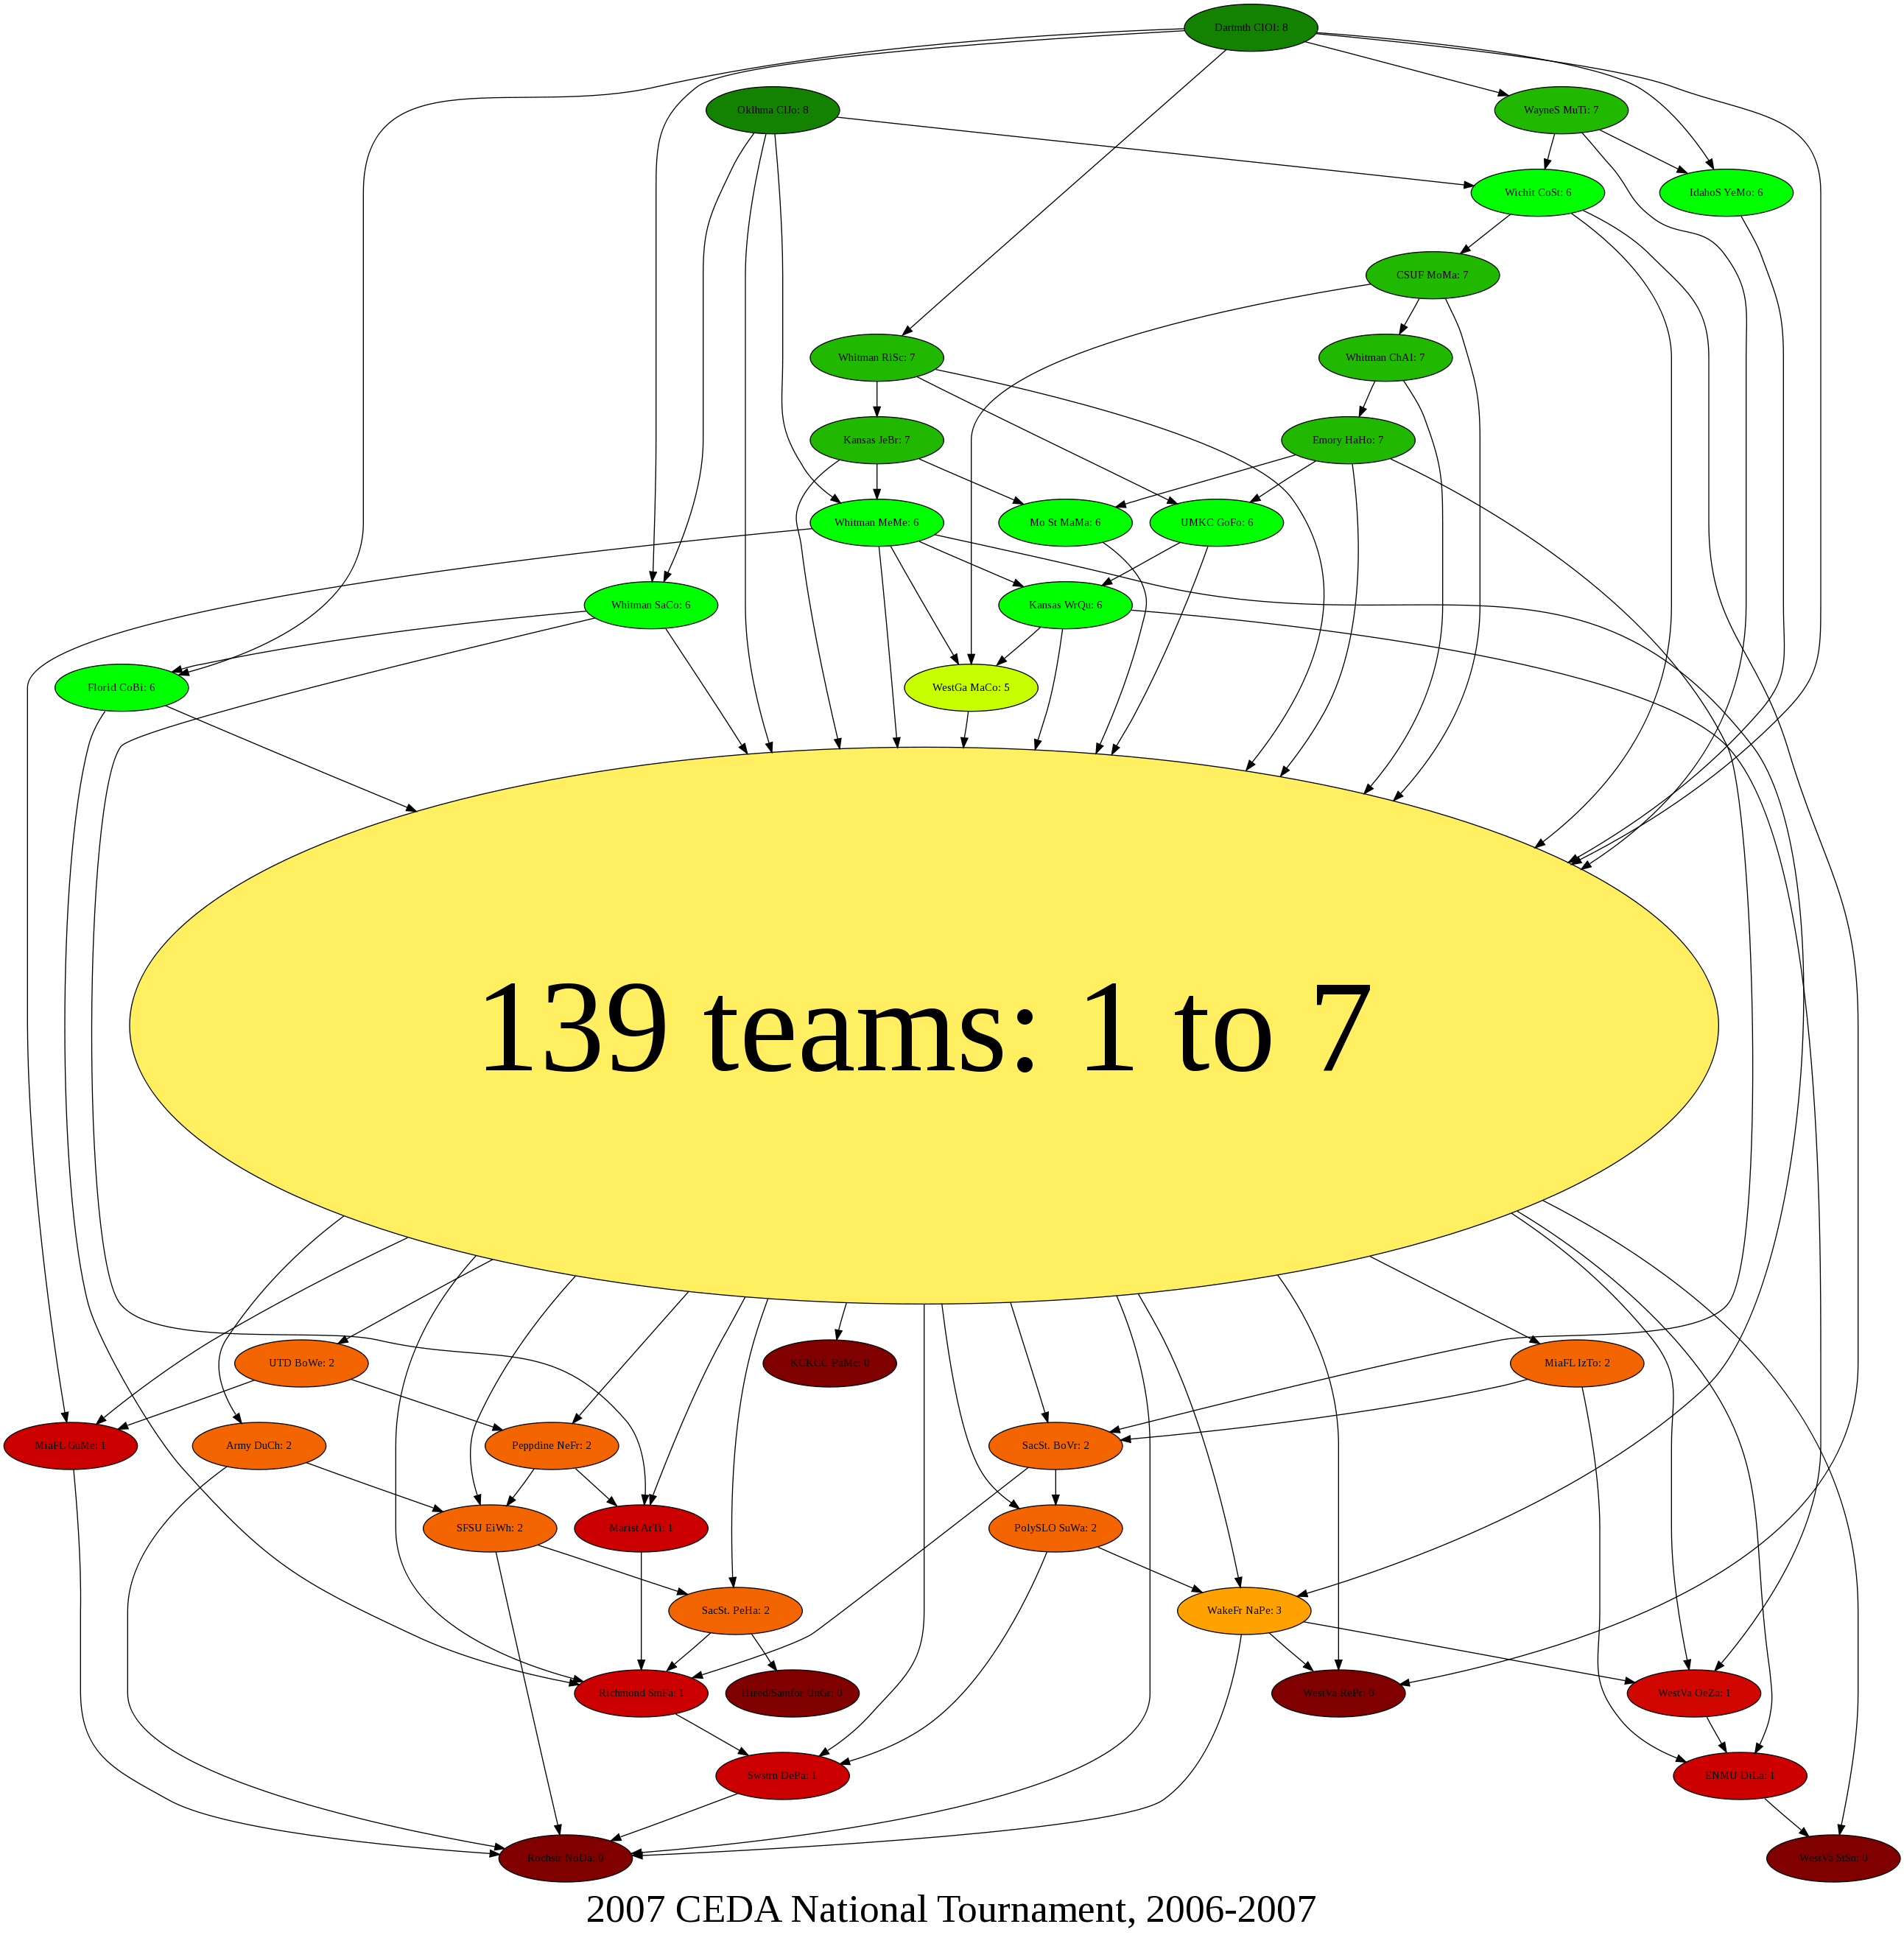 Dartmth ClOl: 8
Oklhma ClJo: 8
WayneS MuTi: 7
Wichit CoSt: 6
IdahoS YeMo: 6
CSUF MoMa: 7
Whitman RiSc: 7
Whitman ChAl: 7
Kansas JeBr: 7
Emory HaHo: 7
Whitman MeMe: 6
Mo St MaMa: 6
UMKC GoFo: 6
Whitman SaCo: 6
Kansas WrQu: 6
Florid CoBi: 6
WestGa MaCo: 5
139 teams: 1 to 7
UTD BoWe: 2
KCKCC PaMc: 0
MiaFL IzTo: 2
MiaFL GuMe: 1
Army DuCh: 2
Peppdine NeFr: 2
SacSt. BoVr: 2
SFSU EiWh: 2
Marist ArTi: 1
PolySLO SuWa: 2
SacSt. PeHa: 2
WakeFr NaPe: 3
Richmond SmFa: 1
Hired/Samfor UnGr: 0
WestVa RePr: 0
WestVa OeZa: 1
Swstrn DePa: 1
ENMU DiLa: 1
Rochstr NoDa: 0
WestVa StSn: 0
2007 CEDA National Tournament, 2006-2007